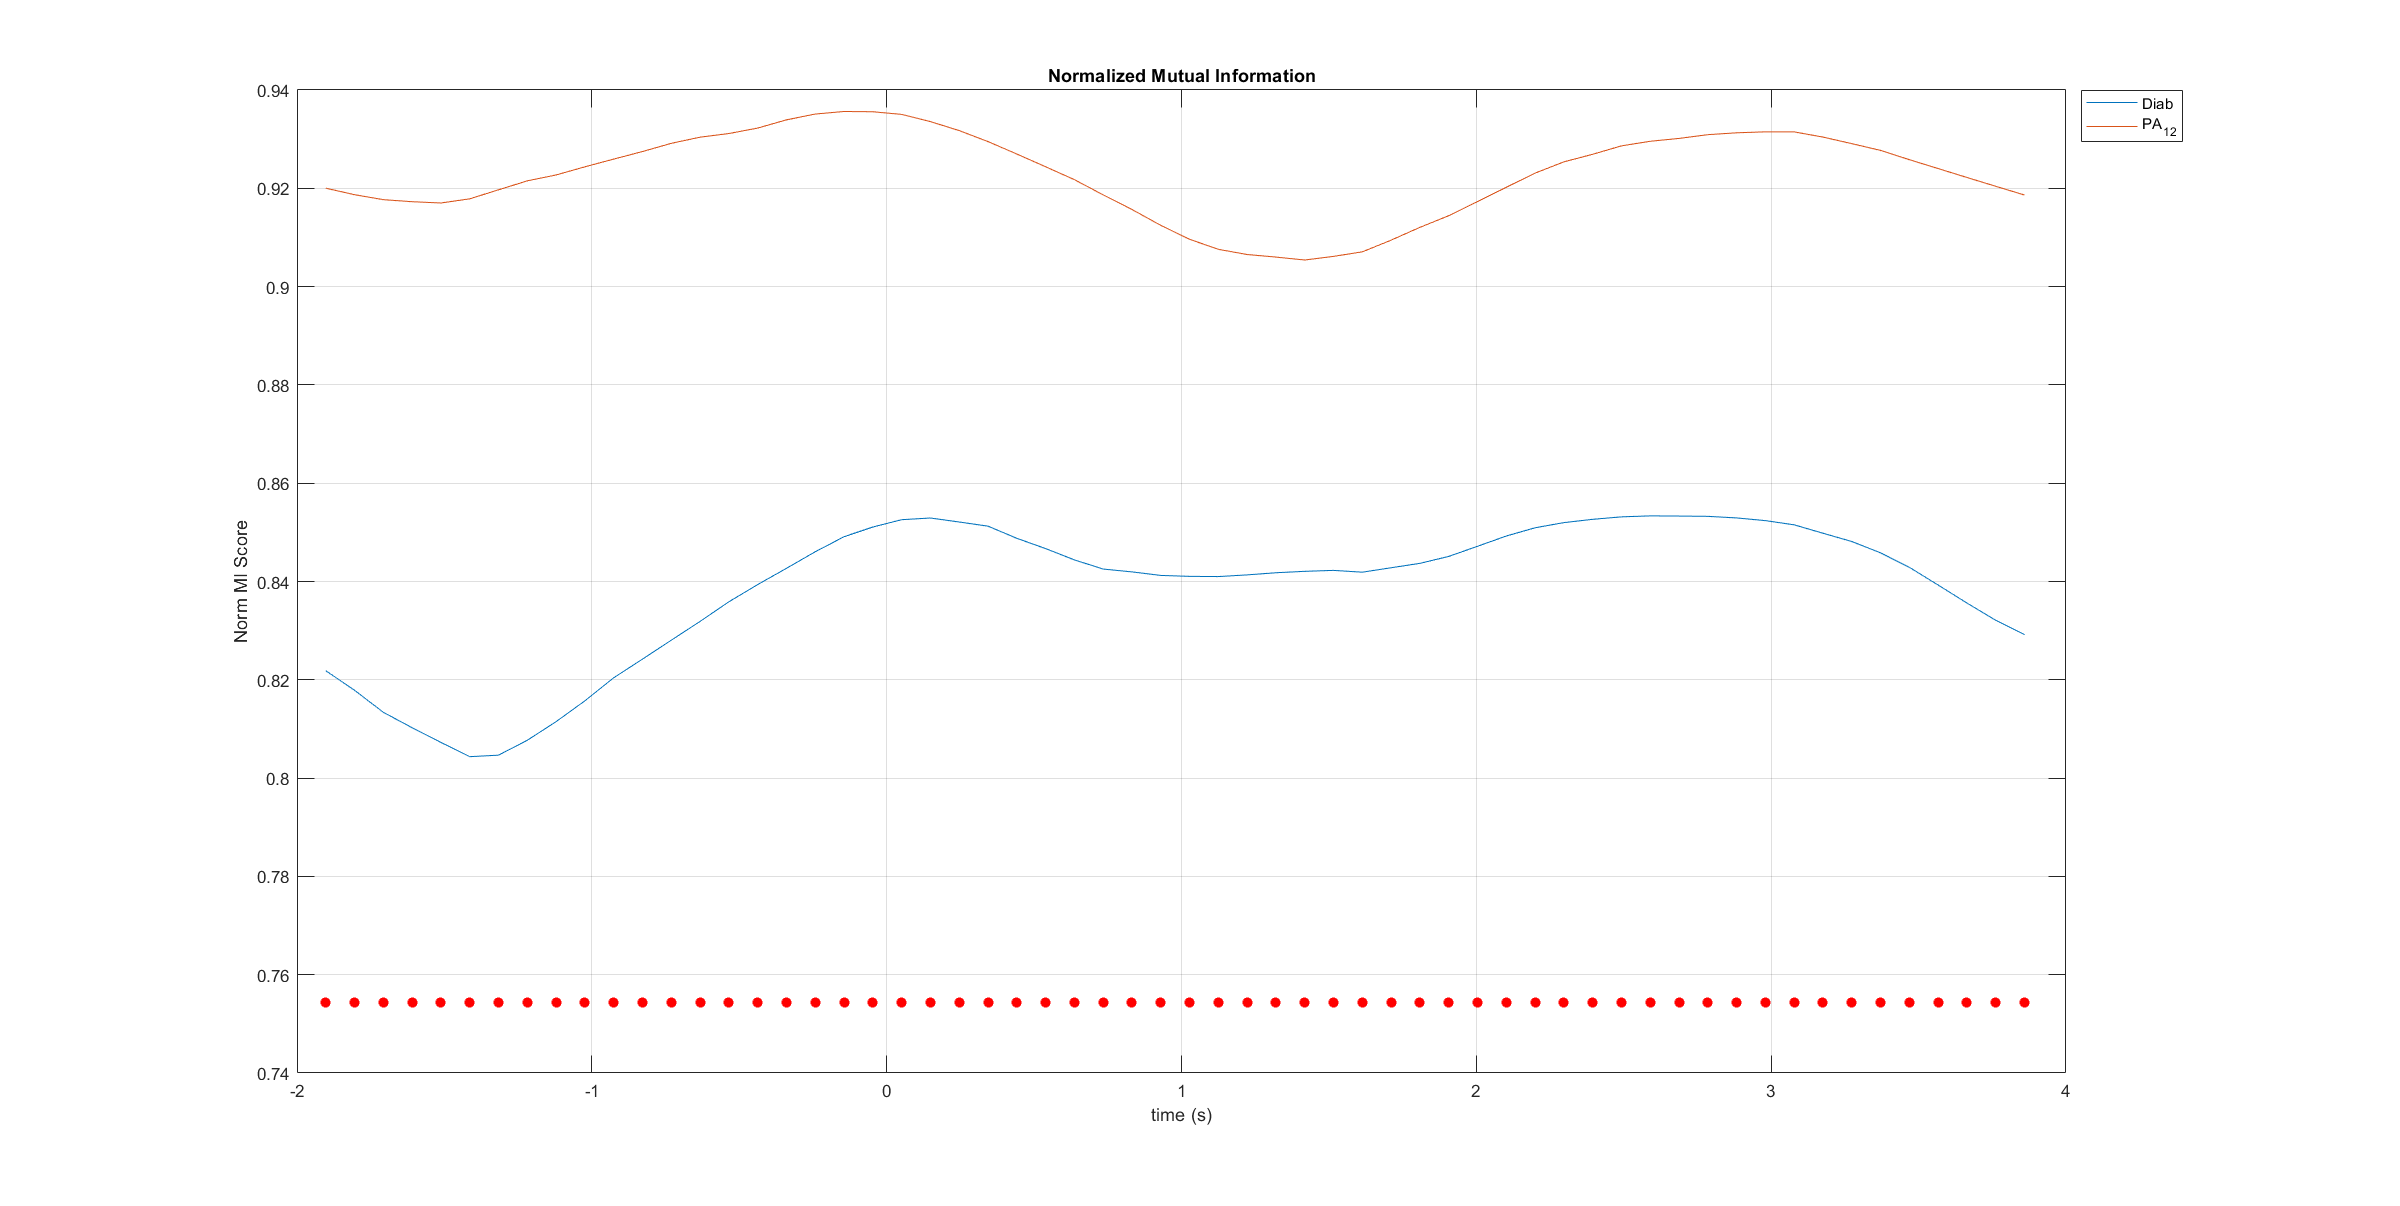 Normalized Mutual Information
Diab
PA12
Norm MI Score
0.94
0.92
0.9
0.88
0.86
0.84
0.82
0.8
0.78
0.76
0.74
-2 -1 0 1 2 3 4
time (s)